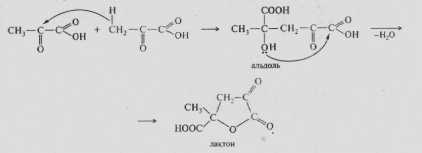 H
O O COOH O
CH₃—C—C + CH₂—C—C → CH₃—C—CH₂—C—C →
O OH O OH OH O OH −H₂O
альдоль
O
CH₂—C
CH₃
→ C C
HOOC O O
лактон